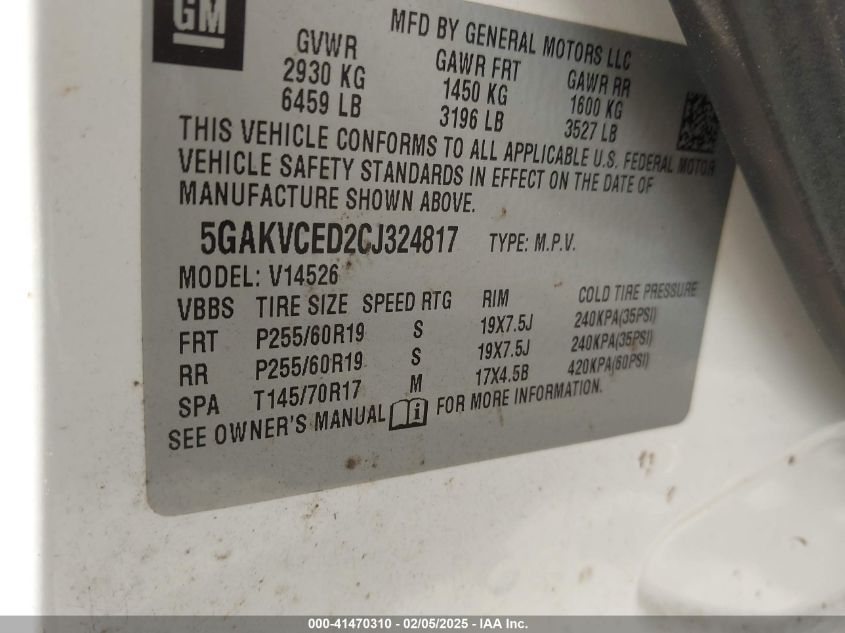 GM
MFD BY GENERAL MOTORS LLC
GVWR GAWR FRT GAWR RR
2930 KG 1450 KG 1600 KG
6459 LB 3196 LB 3527 LB
THIS VEHICLE CONFORMS TO ALL APPLICABLE U.S. FEDERAL MOTOR
VEHICLE SAFETY STANDARDS IN EFFECT ON THE DATE OF
MANUFACTURE SHOWN ABOVE.
5GAKVCED2CJ324817 TYPE: M.P.V.
MODEL: V14526
VBBS TIRE SIZE SPEED RTG RIM COLD TIRE PRESSURE
FRT P255/60R19 S 19X7.5J 240KPA(35PSI)
RR P255/60R19 S 19X7.5J 240KPA(35PSI)
SPA T145/70R17 M 17X4.5B 420KPA(60PSI)
SEE OWNER'S MANUAL i FOR MORE INFORMATION.
000-41470310 - 02/05/2025 - IAA Inc.